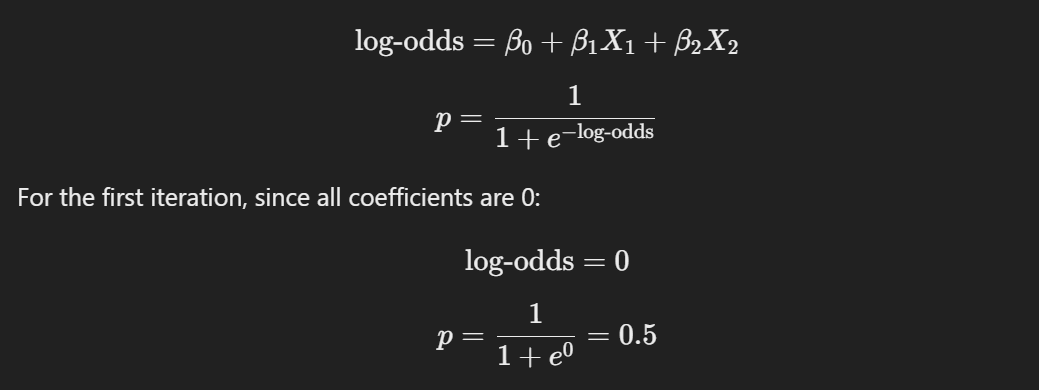 log-odds = β₀ + β₁X₁ + β₂X₂
p = 1 / (1 + e^(−log-odds))
For the first iteration, since all coefficients are 0:
log-odds = 0
p = 1 / (1 + e⁰) = 0.5